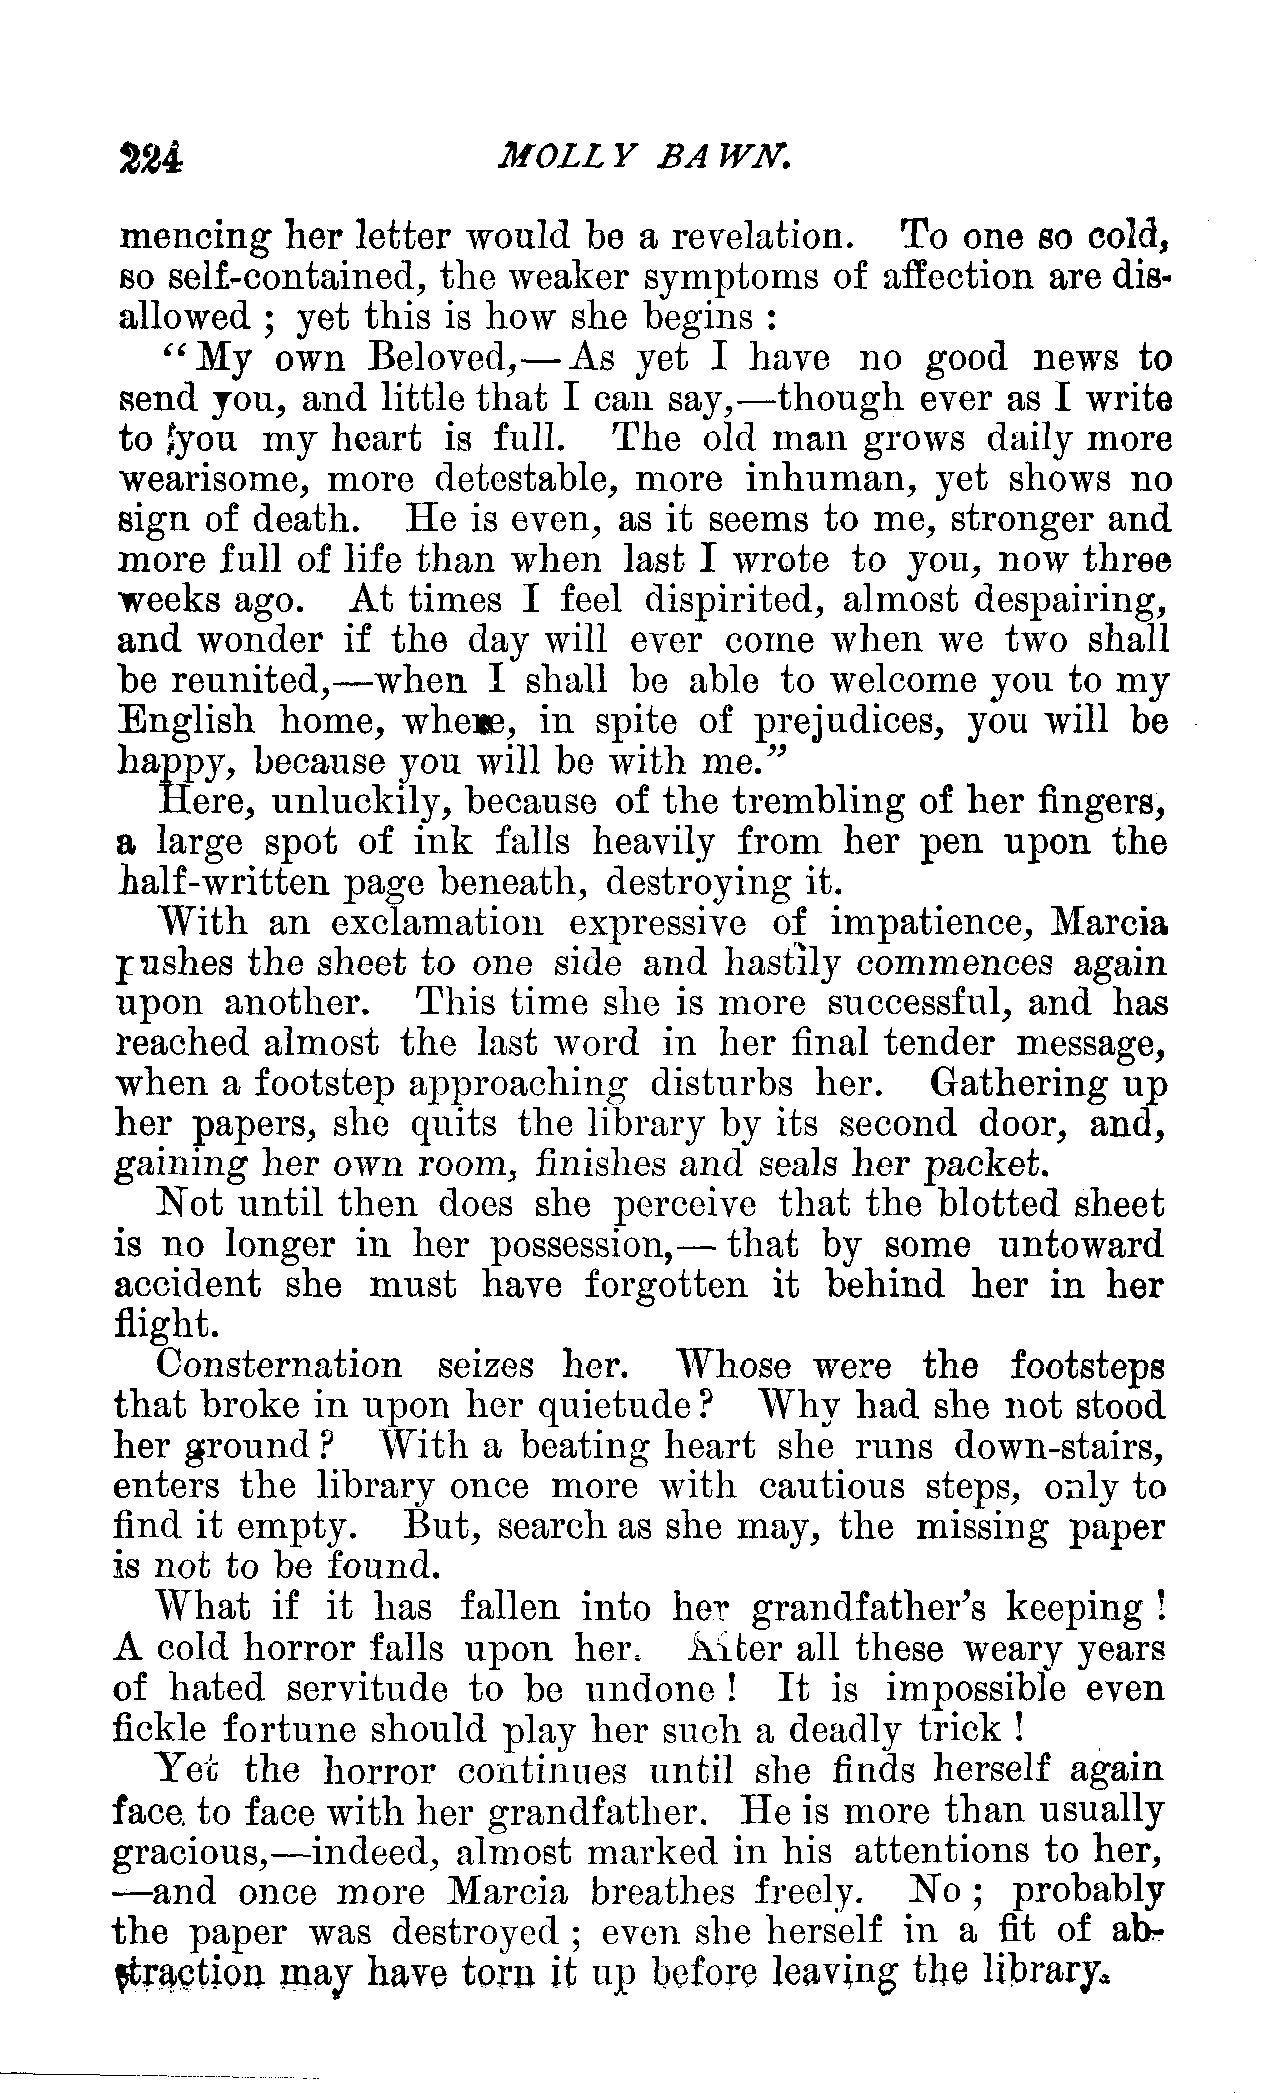 224 MOLLY BAWN.
mencing her letter would be a revelation. To one so cold,
so self-contained, the weaker symptoms of affection are dis-
allowed ; yet this is how she begins :
“ My own Beloved,— As yet I have no good news to
send you, and little that I can say,—though ever as I write
to you my heart is full. The old man grows daily more
wearisome, more detestable, more inhuman, yet shows no
sign of death. He is even, as it seems to me, stronger and
more full of life than when last I wrote to you, now three
weeks ago. At times I feel dispirited, almost despairing,
and wonder if the day will ever come when we two shall
be reunited,—when I shall be able to welcome you to my
English home, where, in spite of prejudices, you will be
happy, because you will be with me.”
Here, unluckily, because of the trembling of her fingers,
a large spot of ink falls heavily from her pen upon the
half-written page beneath, destroying it.
With an exclamation expressive of impatience, Marcia
pushes the sheet to one side and hastily commences again
upon another. This time she is more successful, and has
reached almost the last word in her final tender message,
when a footstep approaching disturbs her. Gathering up
her papers, she quits the library by its second door, and,
gaining her own room, finishes and seals her packet.
Not until then does she perceive that the blotted sheet
is no longer in her possession,— that by some untoward
accident she must have forgotten it behind her in her
flight.
Consternation seizes her. Whose were the footsteps
that broke in upon her quietude ? Why had she not stood
her ground ? With a beating heart she runs down-stairs,
enters the library once more with cautious steps, only to
find it empty. But, search as she may, the missing paper
is not to be found.
What if it has fallen into her grandfather’s keeping !
A cold horror falls upon her. After all these weary years
of hated servitude to be undone ! It is impossible even
fickle fortune should play her such a deadly trick !
Yet the horror continues until she finds herself again
face to face with her grandfather. He is more than usually
gracious,—indeed, almost marked in his attentions to her,
—and once more Marcia breathes freely. No ; probably
the paper was destroyed ; even she herself in a fit of ab-
straction may have torn it up before leaving the library.